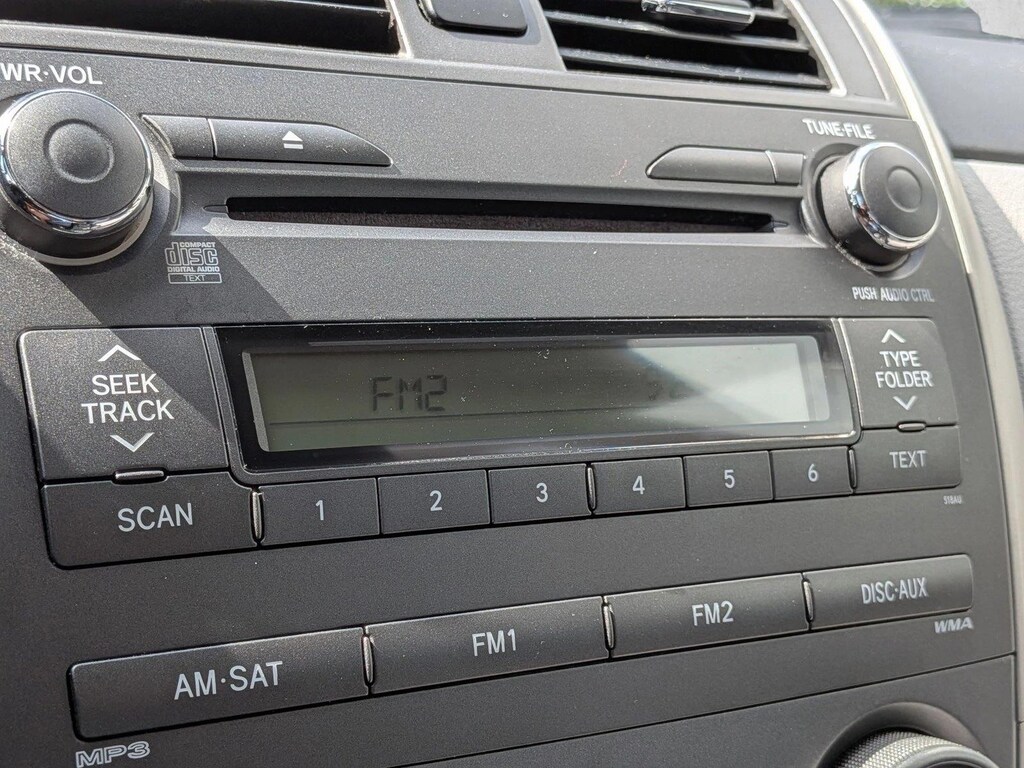 WR·VOL
TUNE·FILE
COMPACT
disc
DIGITAL AUDIO
TEXT
PUSH AUDIO CTRL
SEEK
TRACK
FM2
TYPE
FOLDER
SCAN
1
2
3
4
5
6
TEXT
518AU
AM·SAT
FM1
FM2
DISC·AUX
WMA
MP3